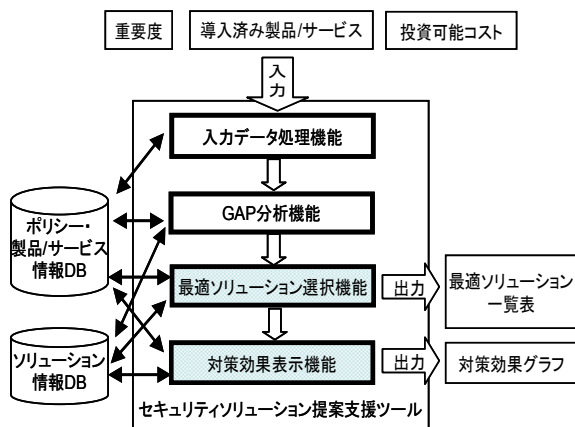 重要度
導入済み製品/サービス
投資可能コスト
入
力
入力データ処理機能
GAP分析機能
ポリシー・
製品/サービス
情報DB
最適ソリューション選択機能
出力
最適ソリューション
一覧表
ソリューション
情報DB
対策効果表示機能
出力
対策効果グラフ
セキュリティソリューション提案支援ツール